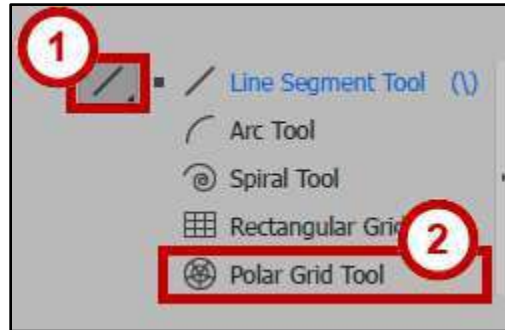 1
Line Segment Tool (\)
Arc Tool
Spiral Tool
Rectangular Gri
2
Polar Grid Tool